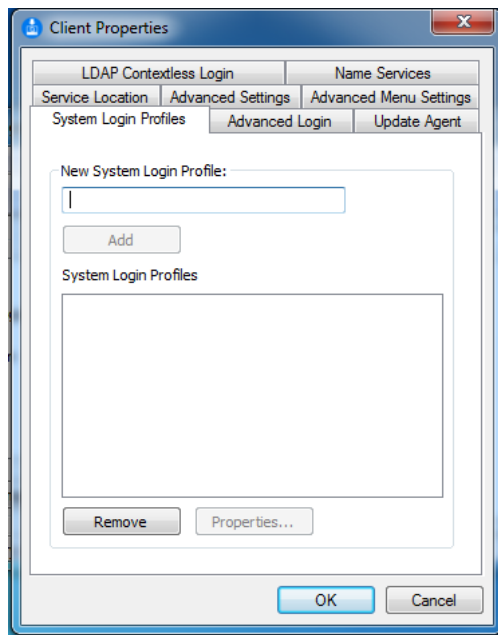 Client Properties
LDAP Contextless Login
Name Services
Service Location
Advanced Settings
Advanced Menu Settings
System Login Profiles
Advanced Login
Update Agent
New System Login Profile:
Add
System Login Profiles
Remove
Properties...
OK
Cancel